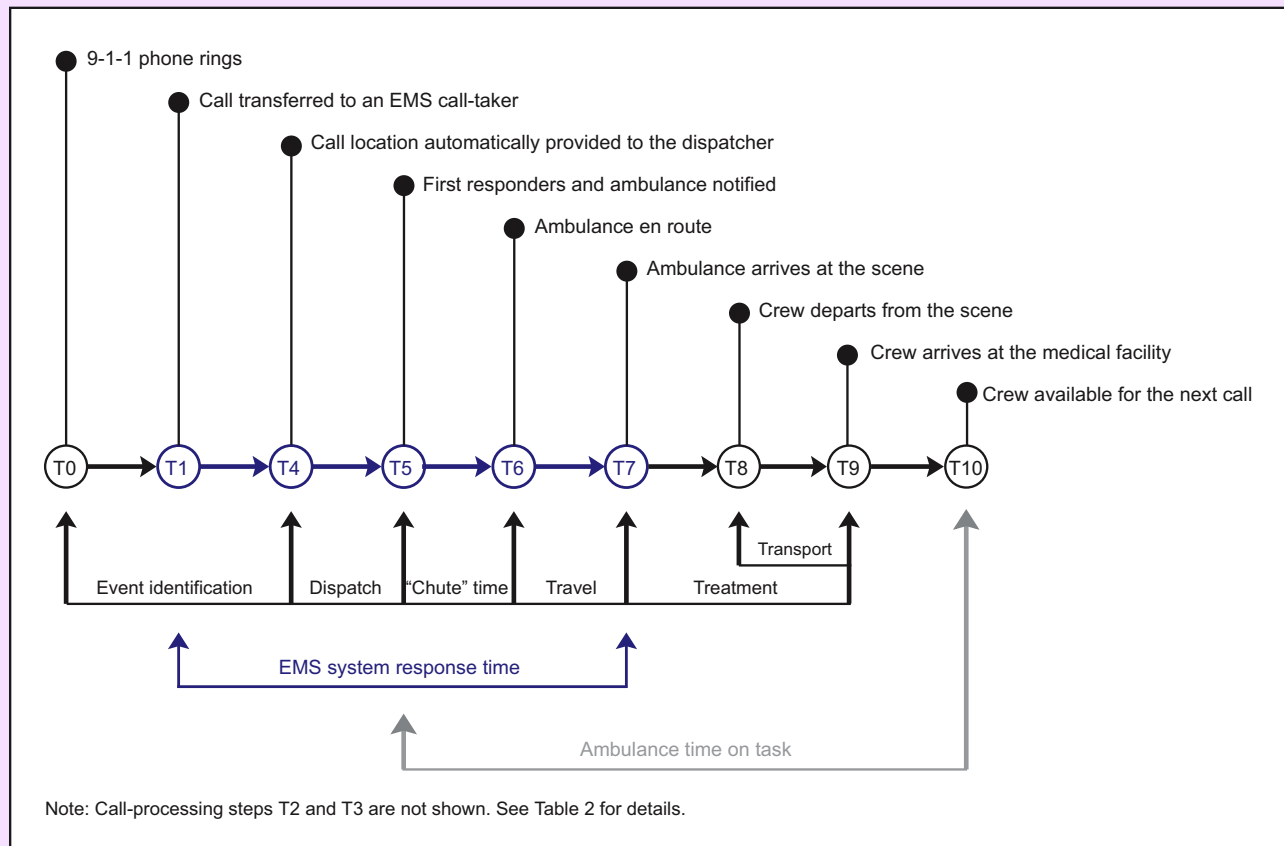 9-1-1 phone rings
Call transferred to an EMS call-taker
Call location automatically provided to the dispatcher
First responders and ambulance notified
Ambulance en route
Ambulance arrives at the scene
Crew departs from the scene
Crew arrives at the medical facility
Crew available for the next call
T0 T1 T4 T5 T6 T7 T8 T9 T10
Transport
Event identification Dispatch “Chute” time Travel Treatment
EMS system response time
Ambulance time on task
Note: Call-processing steps T2 and T3 are not shown. See Table 2 for details.